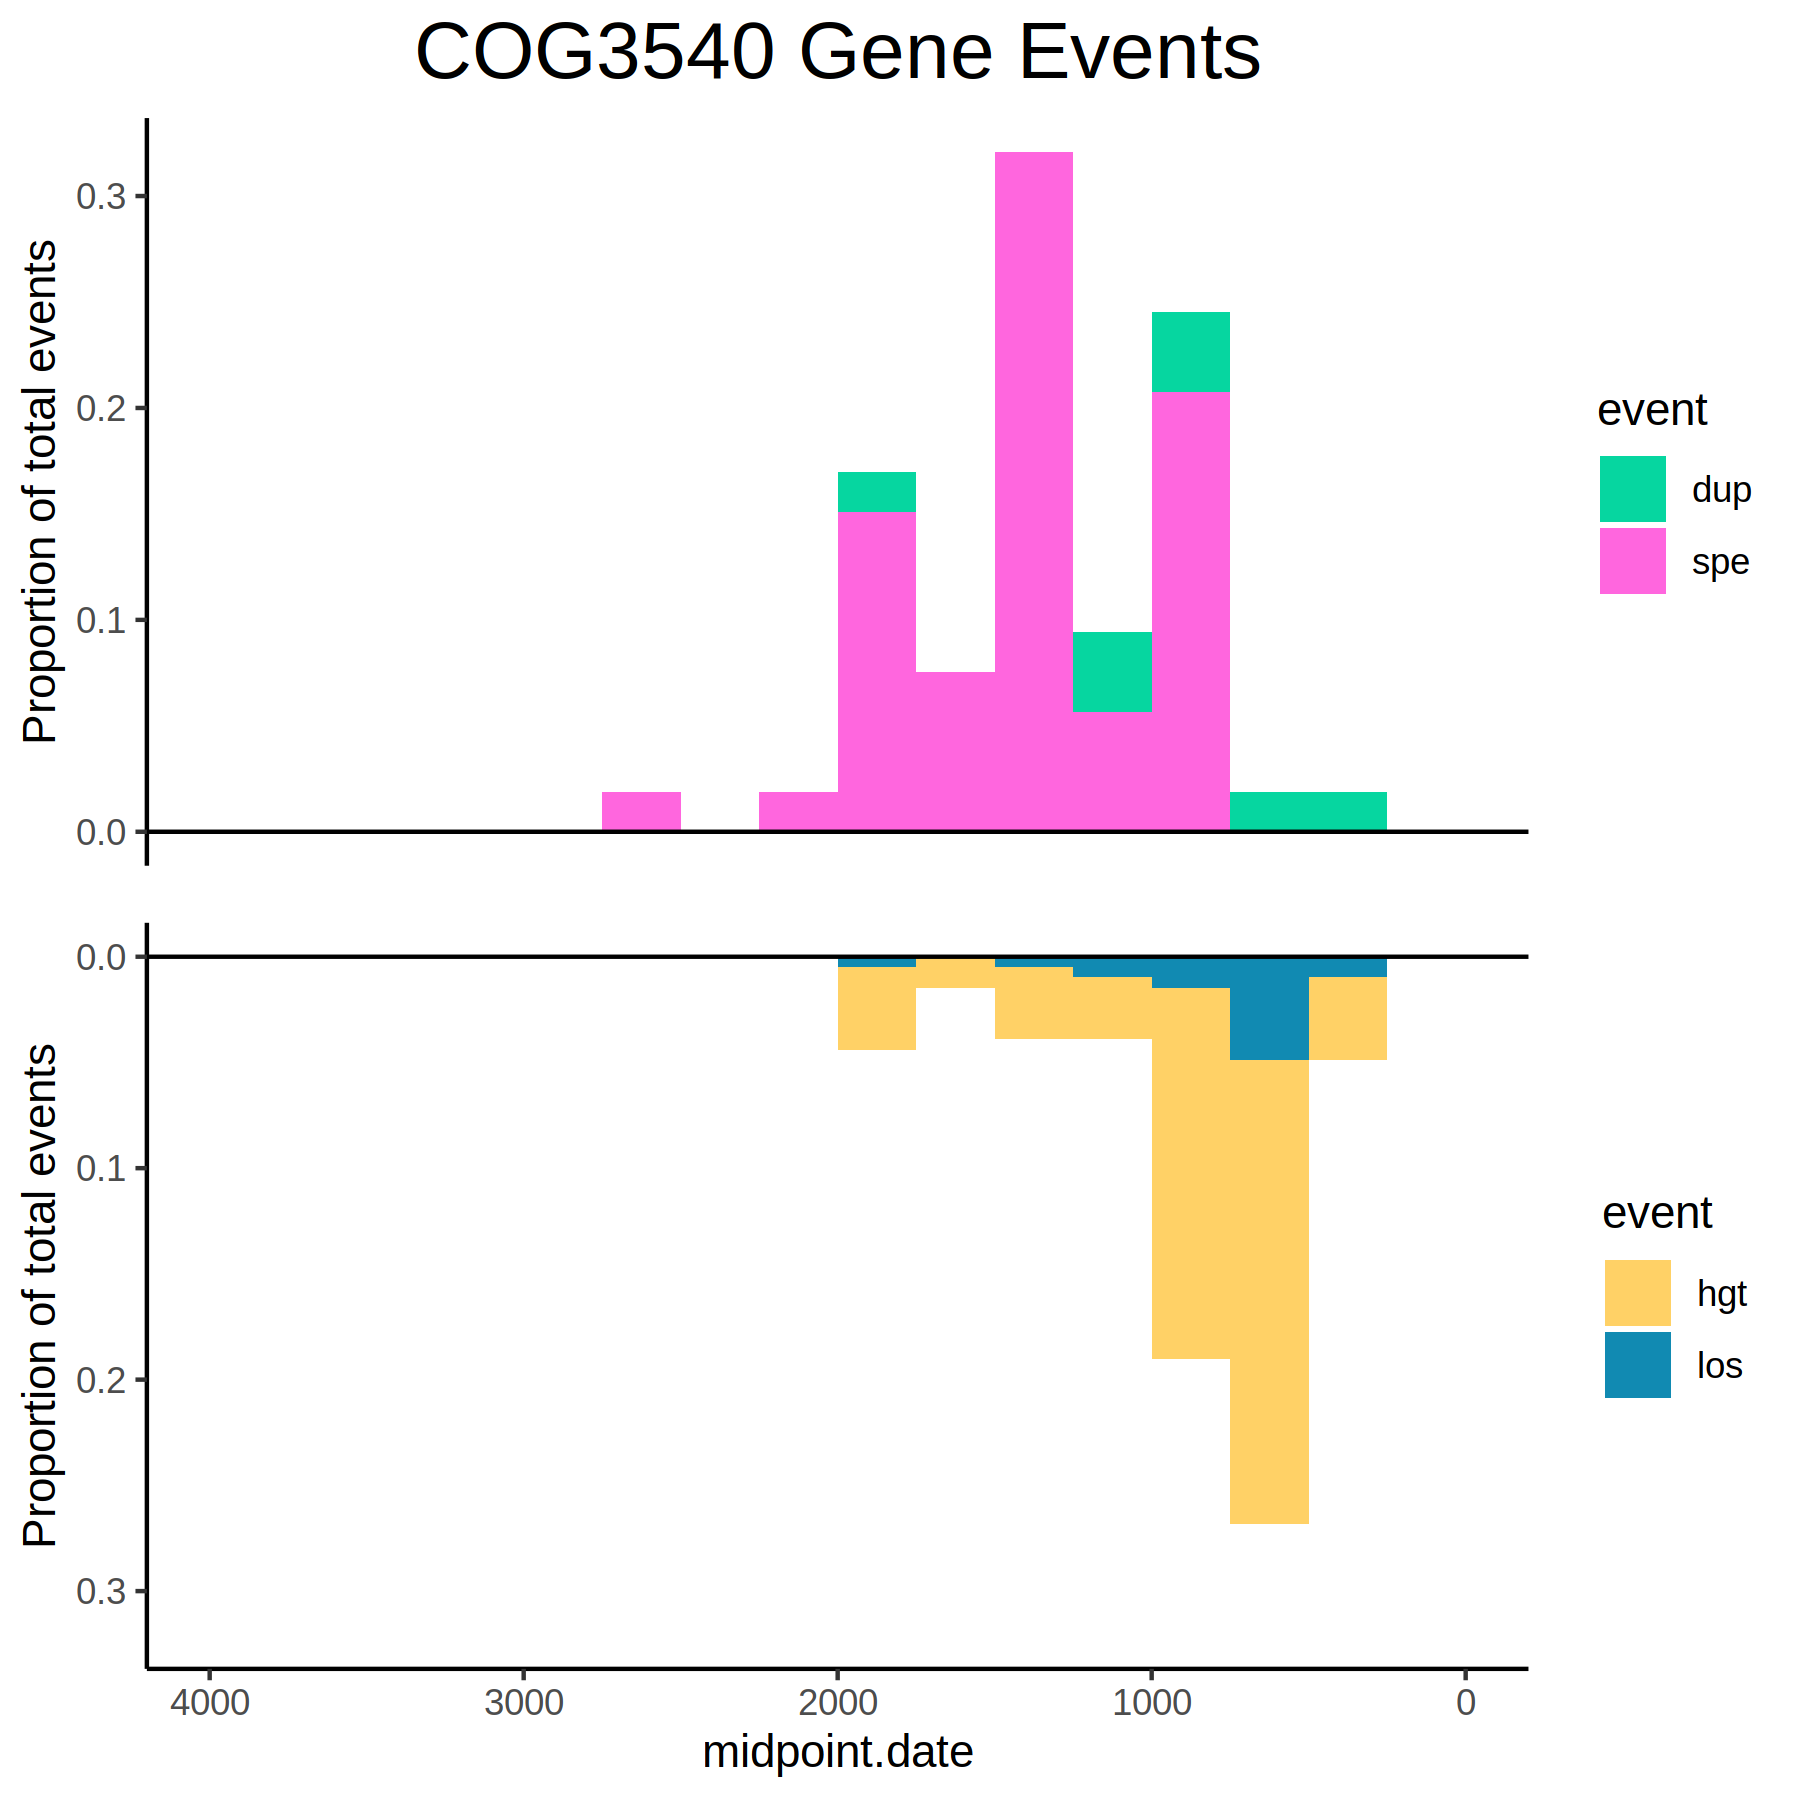 COG3540 Gene Events
Proportion of total events
0.3
0.2
0.1
0.0
event
dup
spe
Proportion of total events
0.0
0.1
0.2
0.3
event
hgt
los
4000 3000 2000 1000 0
midpoint.date